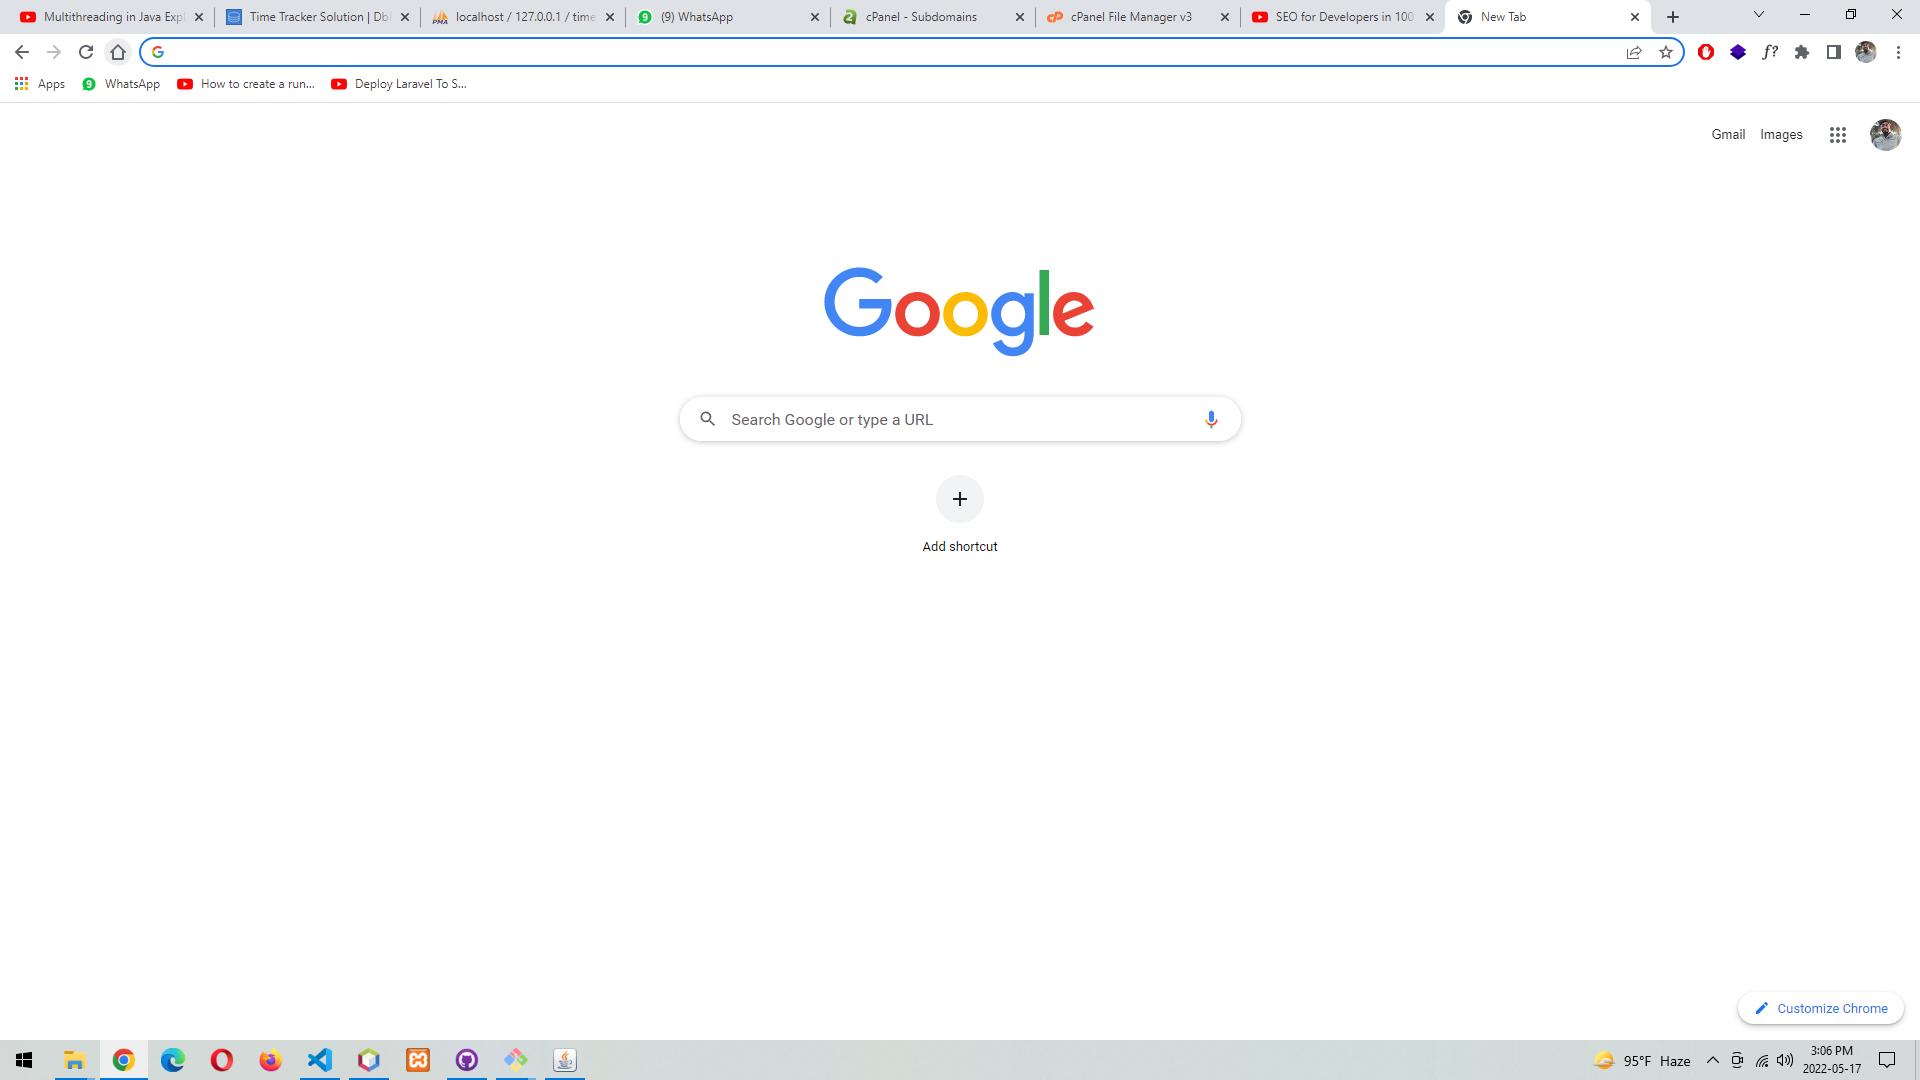 Multithreading in Java Expl
Time Tracker Solution | Dbl
localhost / 127.0.0.1 / time
(9) WhatsApp
cPanel - Subdomains
cPanel File Manager v3
SEO for Developers in 100
New Tab
Apps
9
WhatsApp
How to create a run...
Deploy Laravel To S...
Gmail
Images
Google
Search Google or type a URL
Add shortcut
Customize Chrome
95°F Haze
3:06 PM
2022-05-17